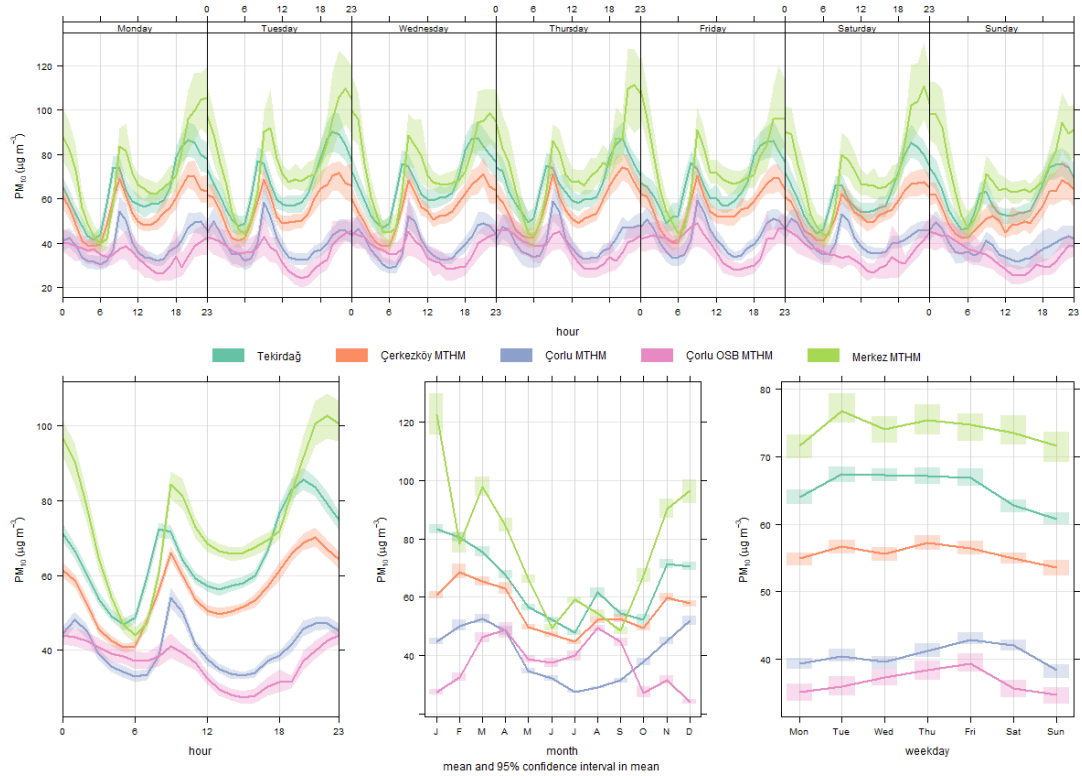 0 6 12 18 23 0 6 12 18 23 0 6 12 18 23
Monday Tuesday Wednesday Thursday Friday Saturday Sunday
120
100
80
60
40
20
PM10 (µg m⁻³)
0 6 12 18 23 0 6 12 18 23 0 6 12 18 23 0 6 12 18 23
hour
Tekirdağ Çerkezköy MTHM Çorlu MTHM Çorlu OSB MTHM Merkez MTHM
100
80
60
40
PM10 (µg m⁻³)
0 6 12 18 23
hour
120
100
80
60
40
PM10 (µg m⁻³)
J F M A M J J A S O N D
month
80
70
60
50
40
PM10 (µg m⁻³)
Mon Tue Wed Thu Fri Sat Sun
weekday
mean and 95% confidence interval in mean